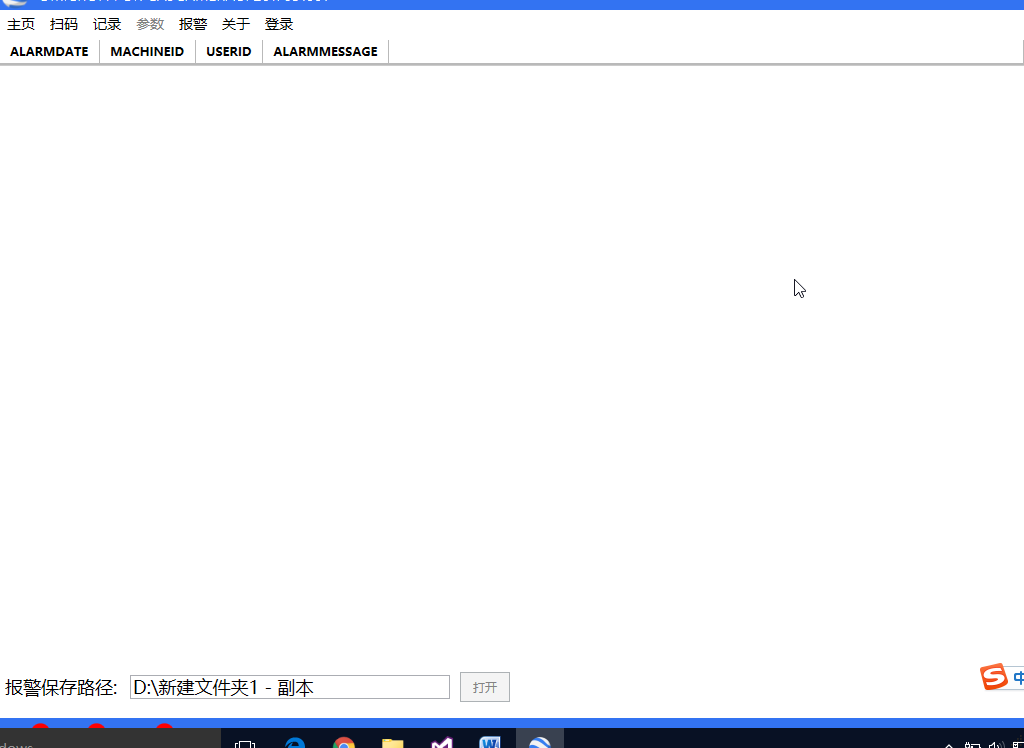 主页 扫码 记录 参数 报警 关于 登录
ALARMDATE MACHINEID USERID ALARMMESSAGE
报警保存路径: D:\新建文件夹1 - 副本 打开
中